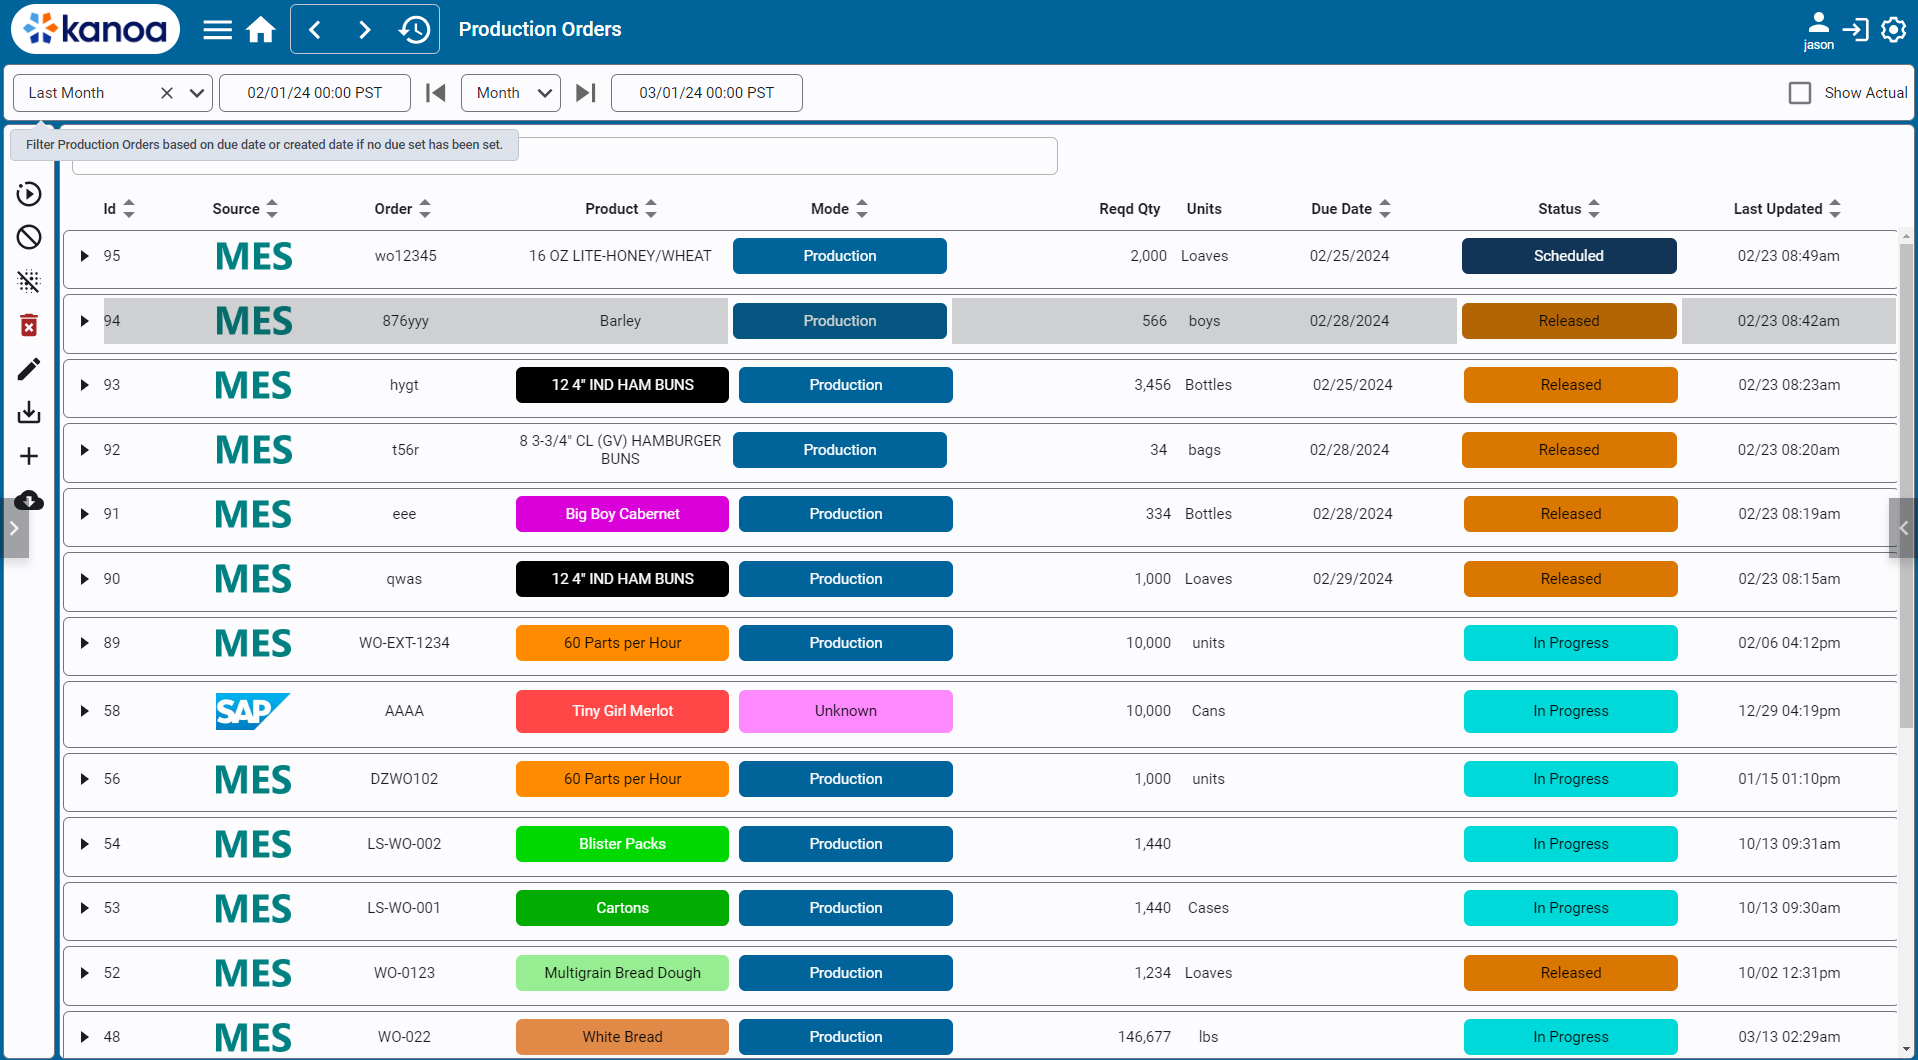 kanoa
Production Orders
jason
Last Month
02/01/24 00:00 PST
Month
03/01/24 00:00 PST
Show Actual
Filter Production Orders based on due date or created date if no due set has been set.
Id Source Order Product Mode Reqd Qty Units Due Date Status Last Updated
95 MES wo12345 16 OZ LITE-HONEY/WHEAT Production 2,000 Loaves 02/25/2024 Scheduled 02/23 08:49am
94 MES 876yyy Barley Production 566 boys 02/28/2024 Released 02/23 08:42am
93 MES hygt 12 4" IND HAM BUNS Production 3,456 Bottles 02/25/2024 Released 02/23 08:23am
92 MES t56r 8 3-3/4" CL (GV) HAMBURGER BUNS Production 34 bags 02/28/2024 Released 02/23 08:20am
91 MES eee Big Boy Cabernet Production 334 Bottles 02/28/2024 Released 02/23 08:19am
90 MES qwas 12 4" IND HAM BUNS Production 1,000 Loaves 02/29/2024 Released 02/23 08:15am
89 MES WO-EXT-1234 60 Parts per Hour Production 10,000 units In Progress 02/06 04:12pm
58 SAP AAAA Tiny Girl Merlot Unknown 10,000 Cans In Progress 12/29 04:19pm
56 MES DZWO102 60 Parts per Hour Production 1,000 units In Progress 01/15 01:10pm
54 MES LS-WO-002 Blister Packs Production 1,440 In Progress 10/13 09:31am
53 MES LS-WO-001 Cartons Production 1,440 Cases In Progress 10/13 09:30am
52 MES WO-0123 Multigrain Bread Dough Production 1,234 Loaves Released 10/02 12:31pm
48 MES WO-022 White Bread Production 146,677 lbs In Progress 03/13 02:29am